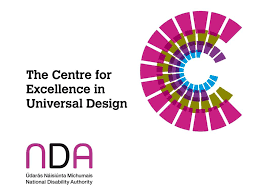 The Centre for
Excellence in
Universal Design
NDA
Údarás Náisiúnta Míchumais
National Disability Authority